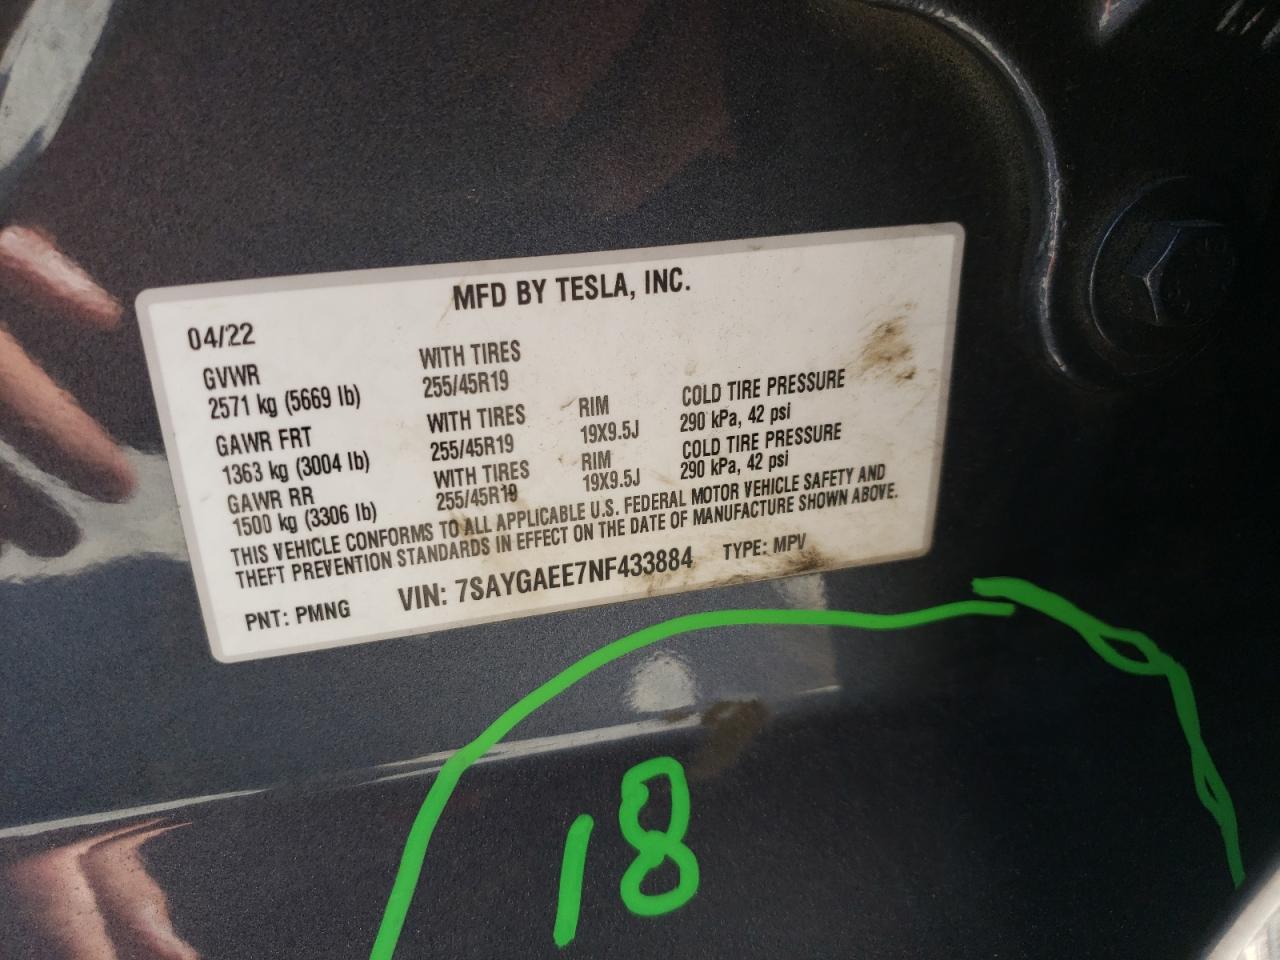 MFD BY TESLA, INC.
04/22
GVWR WITH TIRES
2571 kg (5669 lb) 255/45R19
GAWR FRT WITH TIRES RIM COLD TIRE PRESSURE
1363 kg (3004 lb) 255/45R19 19X9.5J 290 kPa, 42 psi
GAWR RR WITH TIRES RIM COLD TIRE PRESSURE
1500 kg (3306 lb) 255/45R19 19X9.5J 290 kPa, 42 psi
THIS VEHICLE CONFORMS TO ALL APPLICABLE U.S. FEDERAL MOTOR VEHICLE SAFETY AND
THEFT PREVENTION STANDARDS IN EFFECT ON THE DATE OF MANUFACTURE SHOWN ABOVE.
PNT: PMNG VIN: 7SAYGAEE7NF433884 TYPE: MPV
18